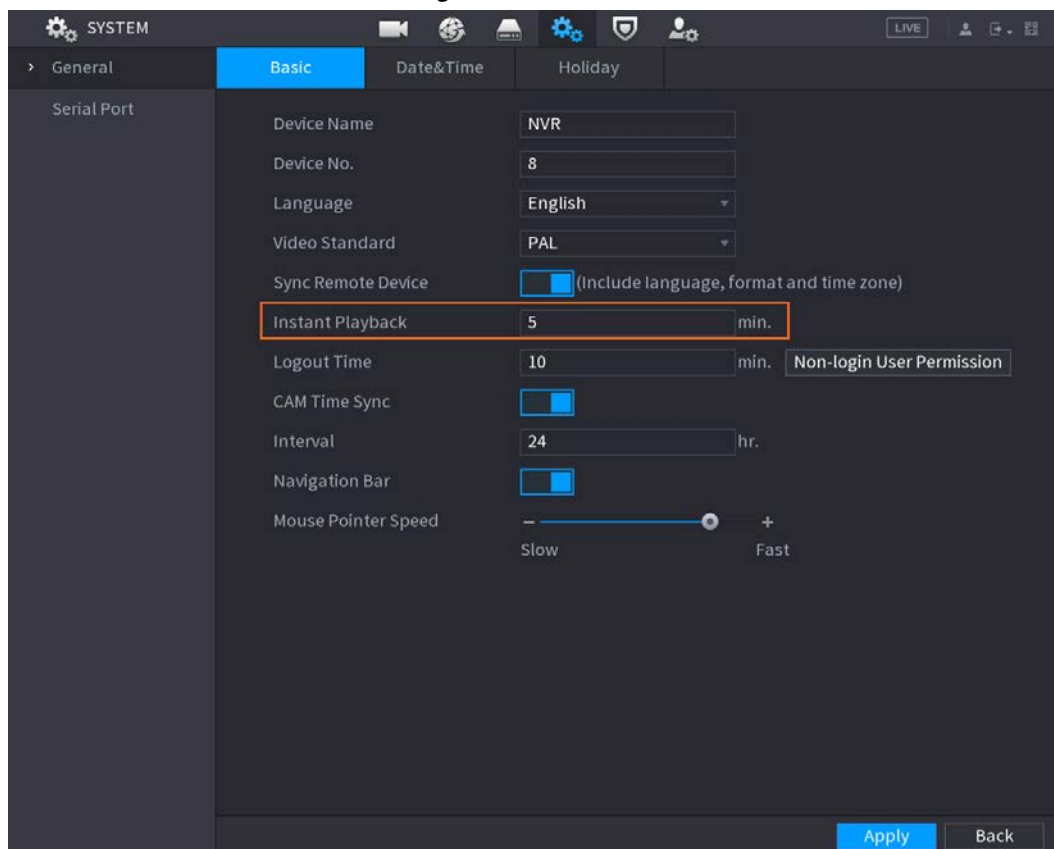 SYSTEM LIVE
General Basic Date&Time Holiday
Serial Port
Device Name NVR
Device No. 8
Language English
Video Standard PAL
Sync Remote Device (Include language, format and time zone)
Instant Playback 5 min.
Logout Time 10 min. Non-login User Permission
CAM Time Sync
Interval 24 hr.
Navigation Bar
Mouse Pointer Speed - +
Slow Fast
Apply Back